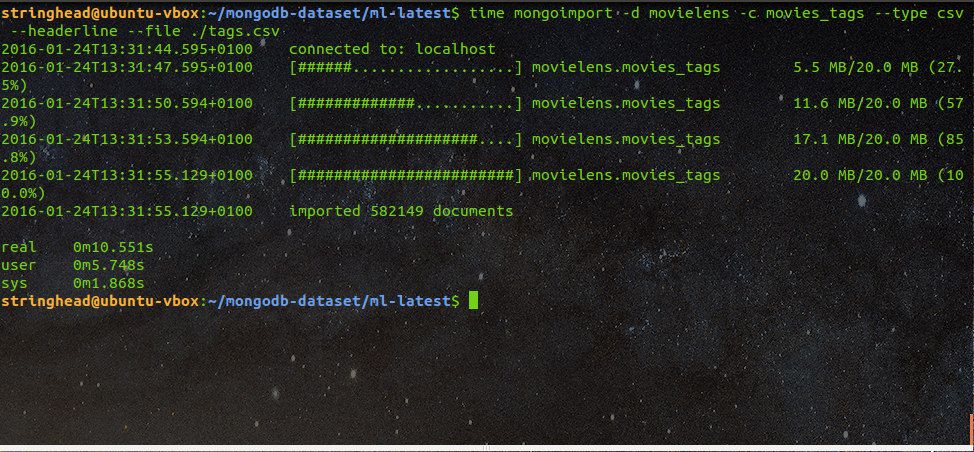 stringhead@ubuntu-vbox:~/mongodb-dataset/ml-latest$ time mongoimport -d movielens -c movies_tags --type csv
--headerline --file ./tags.csv
2016-01-24T13:31:44.595+0100    connected to: localhost
2016-01-24T13:31:47.595+0100    [######..................] movielens.movies_tags        5.5 MB/20.0 MB (27.
5%)
2016-01-24T13:31:50.594+0100    [#############...........] movielens.movies_tags        11.6 MB/20.0 MB (57
.9%)
2016-01-24T13:31:53.594+0100    [####################....] movielens.movies_tags        17.1 MB/20.0 MB (85
.8%)
2016-01-24T13:31:55.129+0100    [########################] movielens.movies_tags        20.0 MB/20.0 MB (10
0.0%)
2016-01-24T13:31:55.129+0100    imported 582149 documents
real    0m10.551s
user    0m5.748s
sys     0m1.868s
stringhead@ubuntu-vbox:~/mongodb-dataset/ml-latest$